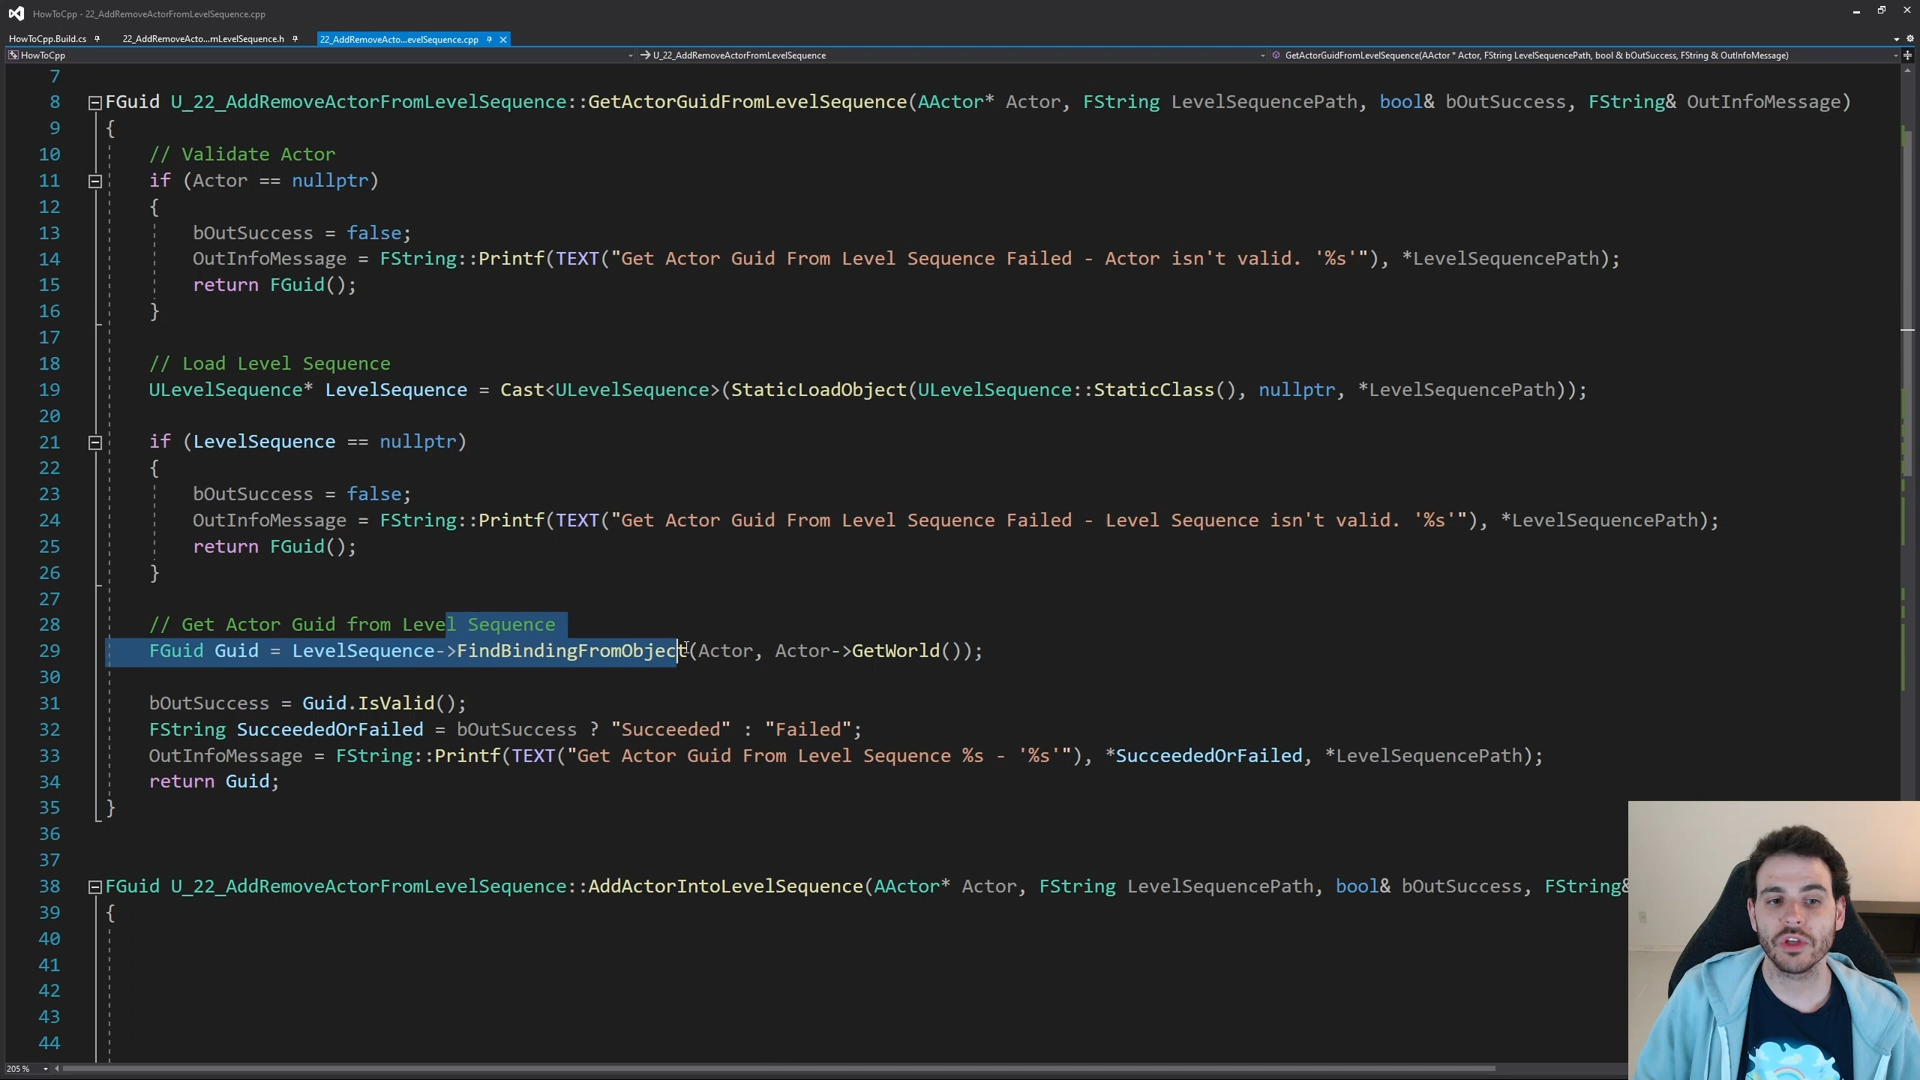 HowToCpp - 22_AddRemoveActorFromLevelSequence.cpp
HowToCpp.Build.cs 22_AddRemoveActo...mLevelSequence.h 22_AddRemoveActo...evelSequence.cpp
HowToCpp U_22_AddRemoveActorFromLevelSequence GetActorGuidFromLevelSequence(AActor * Actor, FString LevelSequencePath, bool & bOutSuccess, FString & OutInfoMessage)
7
8 FGuid U_22_AddRemoveActorFromLevelSequence::GetActorGuidFromLevelSequence(AActor* Actor, FString LevelSequencePath, bool& bOutSuccess, FString& OutInfoMessage)
9 {
10 // Validate Actor
11 if (Actor == nullptr)
12 {
13 bOutSuccess = false;
14 OutInfoMessage = FString::Printf(TEXT("Get Actor Guid From Level Sequence Failed - Actor isn't valid. '%s'"), *LevelSequencePath);
15 return FGuid();
16 }
17
18 // Load Level Sequence
19 ULevelSequence* LevelSequence = Cast<ULevelSequence>(StaticLoadObject(ULevelSequence::StaticClass(), nullptr, *LevelSequencePath));
20
21 if (LevelSequence == nullptr)
22 {
23 bOutSuccess = false;
24 OutInfoMessage = FString::Printf(TEXT("Get Actor Guid From Level Sequence Failed - Level Sequence isn't valid. '%s'"), *LevelSequencePath);
25 return FGuid();
26 }
27
28 // Get Actor Guid from Level Sequence
29 FGuid Guid = LevelSequence->FindBindingFromObject(Actor, Actor->GetWorld());
30
31 bOutSuccess = Guid.IsValid();
32 FString SucceededOrFailed = bOutSuccess ? "Succeeded" : "Failed";
33 OutInfoMessage = FString::Printf(TEXT("Get Actor Guid From Level Sequence %s - '%s'"), *SucceededOrFailed, *LevelSequencePath);
34 return Guid;
35 }
36
37
38 FGuid U_22_AddRemoveActorFromLevelSequence::AddActorIntoLevelSequence(AActor* Actor, FString LevelSequencePath, bool& bOutSuccess, FString&
39 {
40
41
42
43
44
205 %